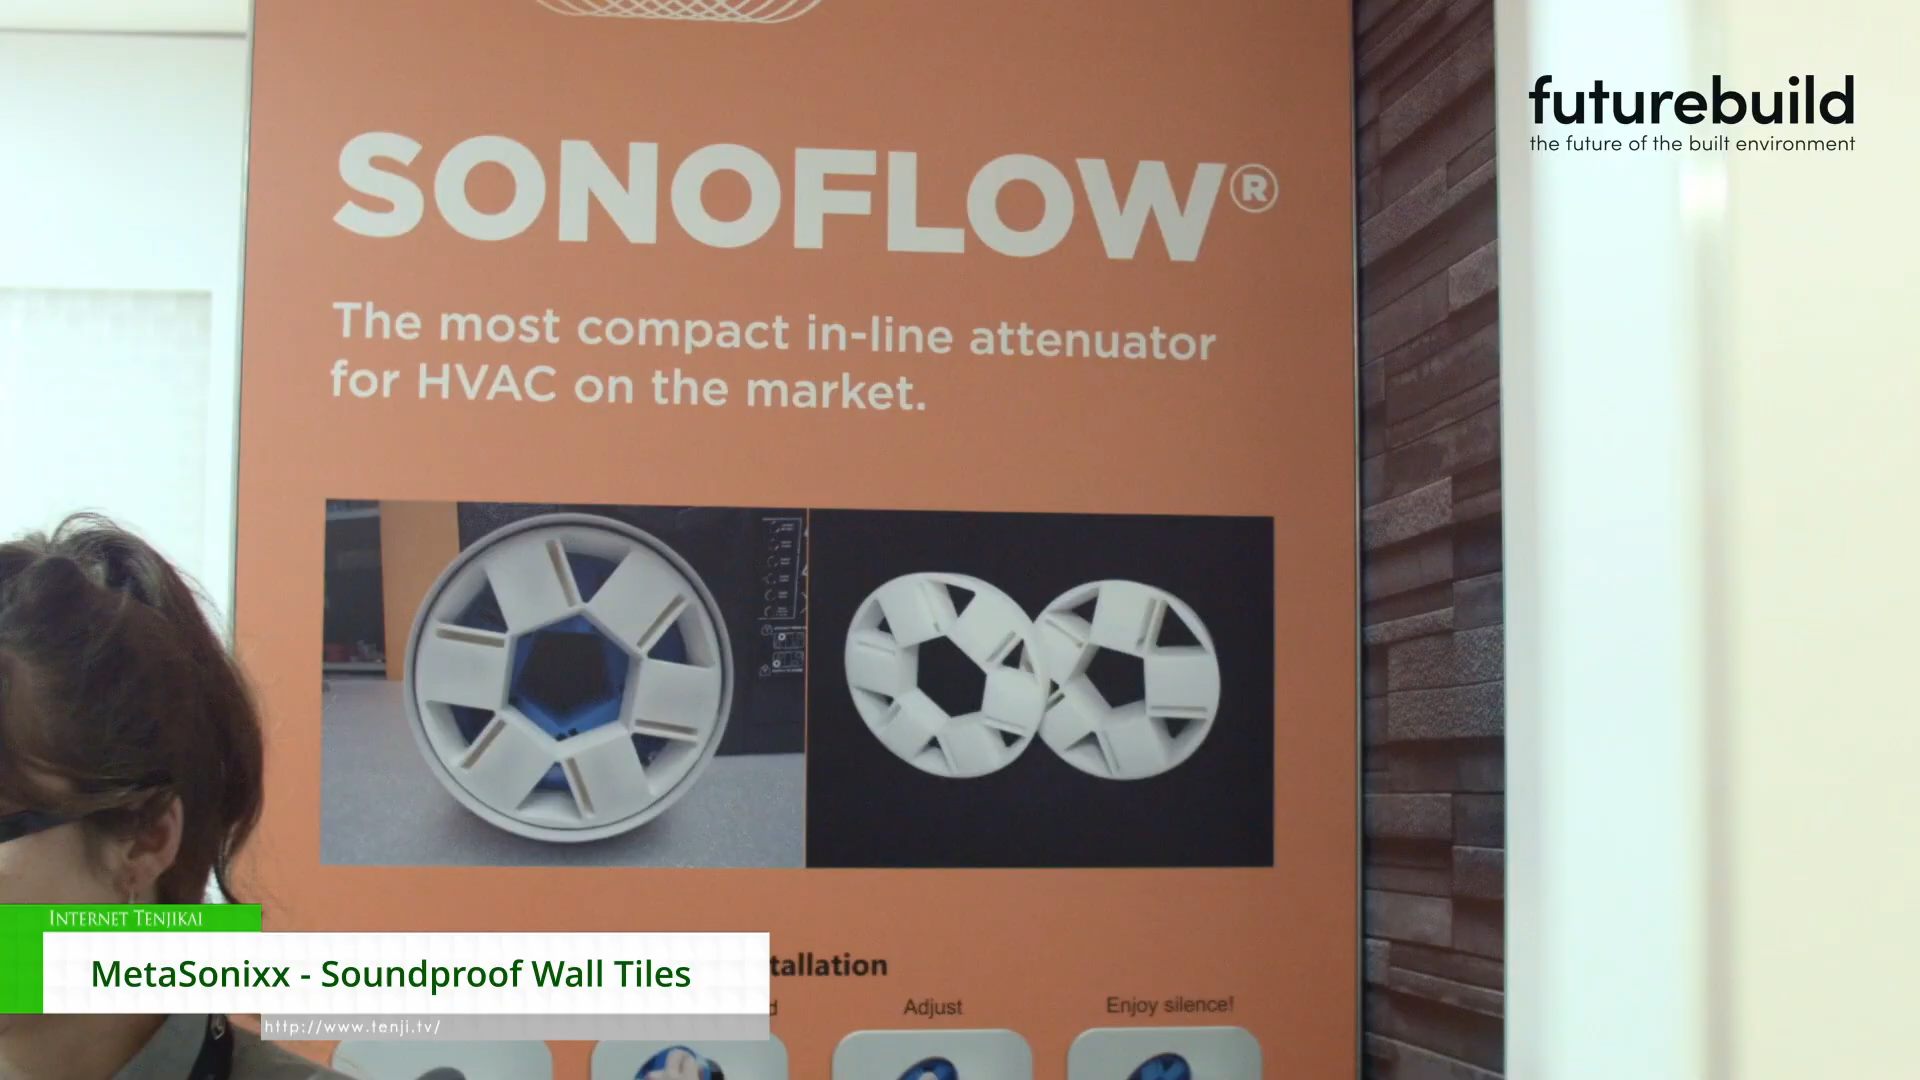 futurebuild
the future of the built environment
SONOFLOW®
The most compact in-line attenuator
for HVAC on the market.
INTERNET TENJIKAI
MetaSonixx - Soundproof Wall Tiles
http://www.tenji.tv/
Adjust
Enjoy silence!